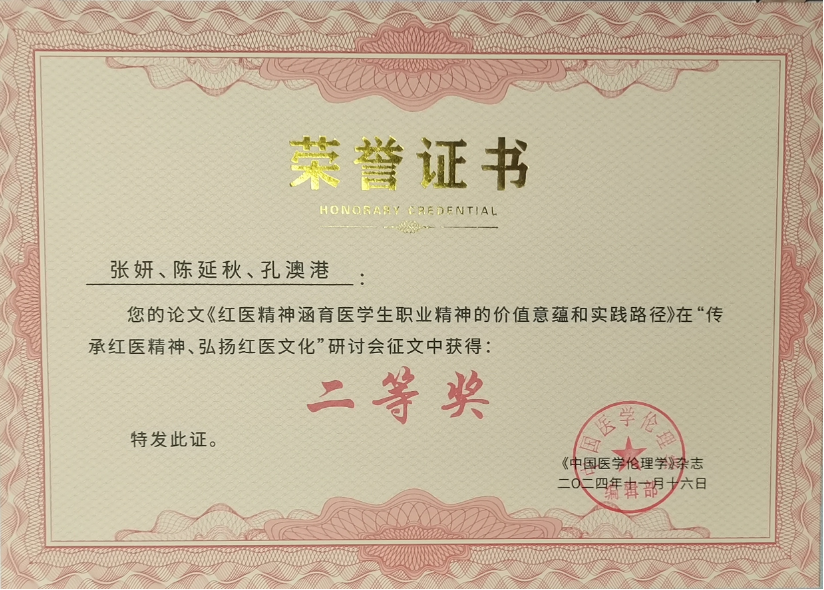 荣誉证书
HONORARY CREDENTIAL
张妍、陈延秋、孔澳港：
您的论文《红医精神涵育医学生职业精神的价值意蕴和实践路径》在“传
承红医精神、弘扬红医文化”研讨会征文中获得：
二等奖
特发此证。
《中国医学伦理学》杂志
二〇二四年十一月十六日
中国医学伦理学
编辑部